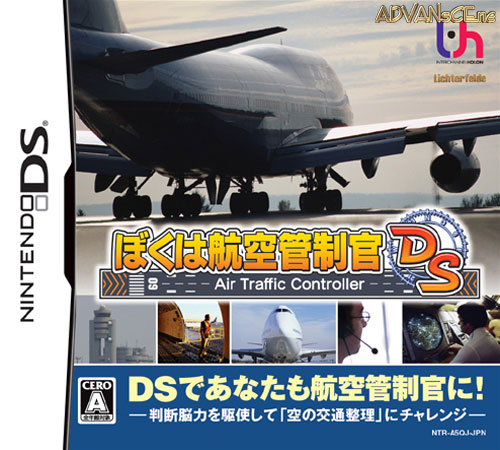 ADVANsCEne
INTERCHANNEL-HOLON
Lichterfelde
NINTENDO DS
ぼくは航空管制官DS
Air Traffic Controller
09
CERO
A
DSであなたも航空管制官に!
―判断脳力を駆使して「空の交通整理」にチャレンジ―
NTR-A5QJ-JPN